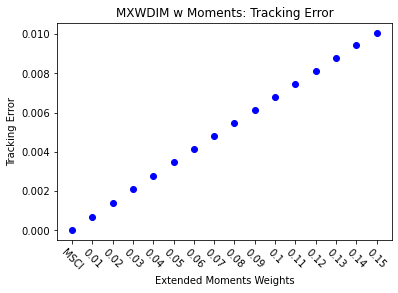 MXWDIM w Moments: Tracking Error
0.010
0.008
0.006
0.004
0.002
0.000
Tracking Error
MSCI 0.01 0.02 0.03 0.04 0.05 0.06 0.07 0.08 0.09 0.1 0.11 0.12 0.13 0.14 0.15
Extended Moments Weights